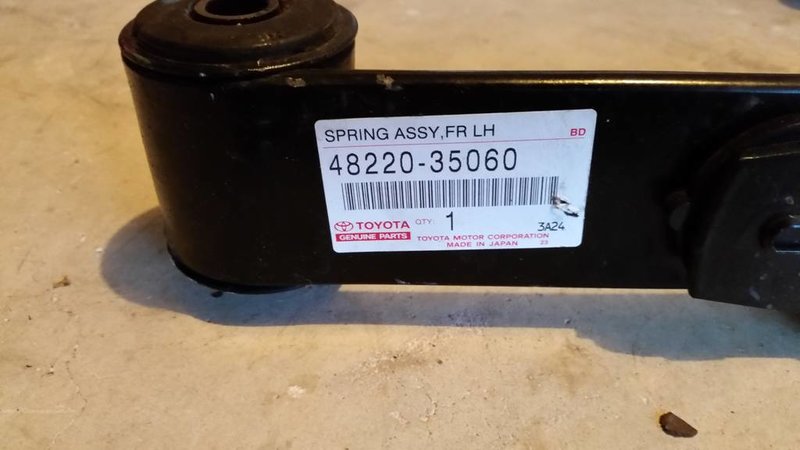 SPRING ASSY,FR LH BD
48220-35060
TOYOTA QTY: 1 3A24
GENUINE PARTS TOYOTA MOTOR CORPORATION
MADE IN JAPAN 23